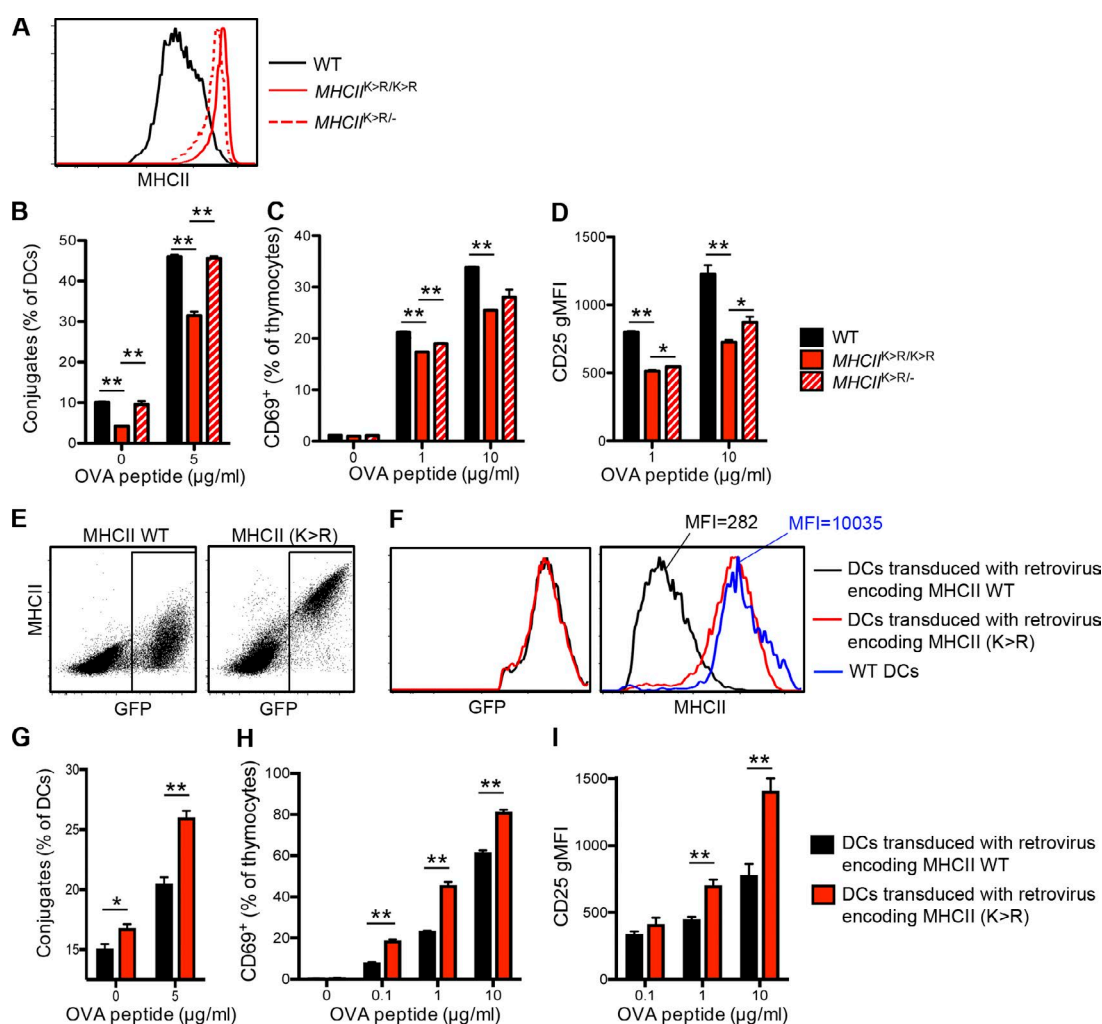 A
WT
MHCII^K>R/K>R
MHCII^K>R/-
MHCII
B
Conjugates (% of DCs)
50
40
30
20
10
0
** ** ** **
0 5
OVA peptide (μg/ml)
C
CD69⁺ (% of thymocytes)
40
30
20
10
0
** ** **
0 1 10
OVA peptide (μg/ml)
D
CD25 gMFI
1500
1000
500
0
** * ** *
1 10
OVA peptide (μg/ml)
WT
MHCII^K>R/K>R
MHCII^K>R/-
E
MHCII WT
MHCII (K>R)
MHCII
GFP
GFP
F
MFI=282
MFI=10035
GFP
MHCII
DCs transduced with retrovirus
encoding MHCII WT
DCs transduced with retrovirus
encoding MHCII (K>R)
WT DCs
G
Conjugates (% of DCs)
30
25
20
15
* **
0 5
OVA peptide (μg/ml)
H
CD69⁺ (% of thymocytes)
100
80
60
40
20
0
** ** **
0 0.1 1 10
OVA peptide (μg/ml)
I
CD25 gMFI
1500
1000
500
0
** **
0.1 1 10
OVA peptide (μg/ml)
DCs transduced with retrovirus
encoding MHCII WT
DCs transduced with retrovirus
encoding MHCII (K>R)